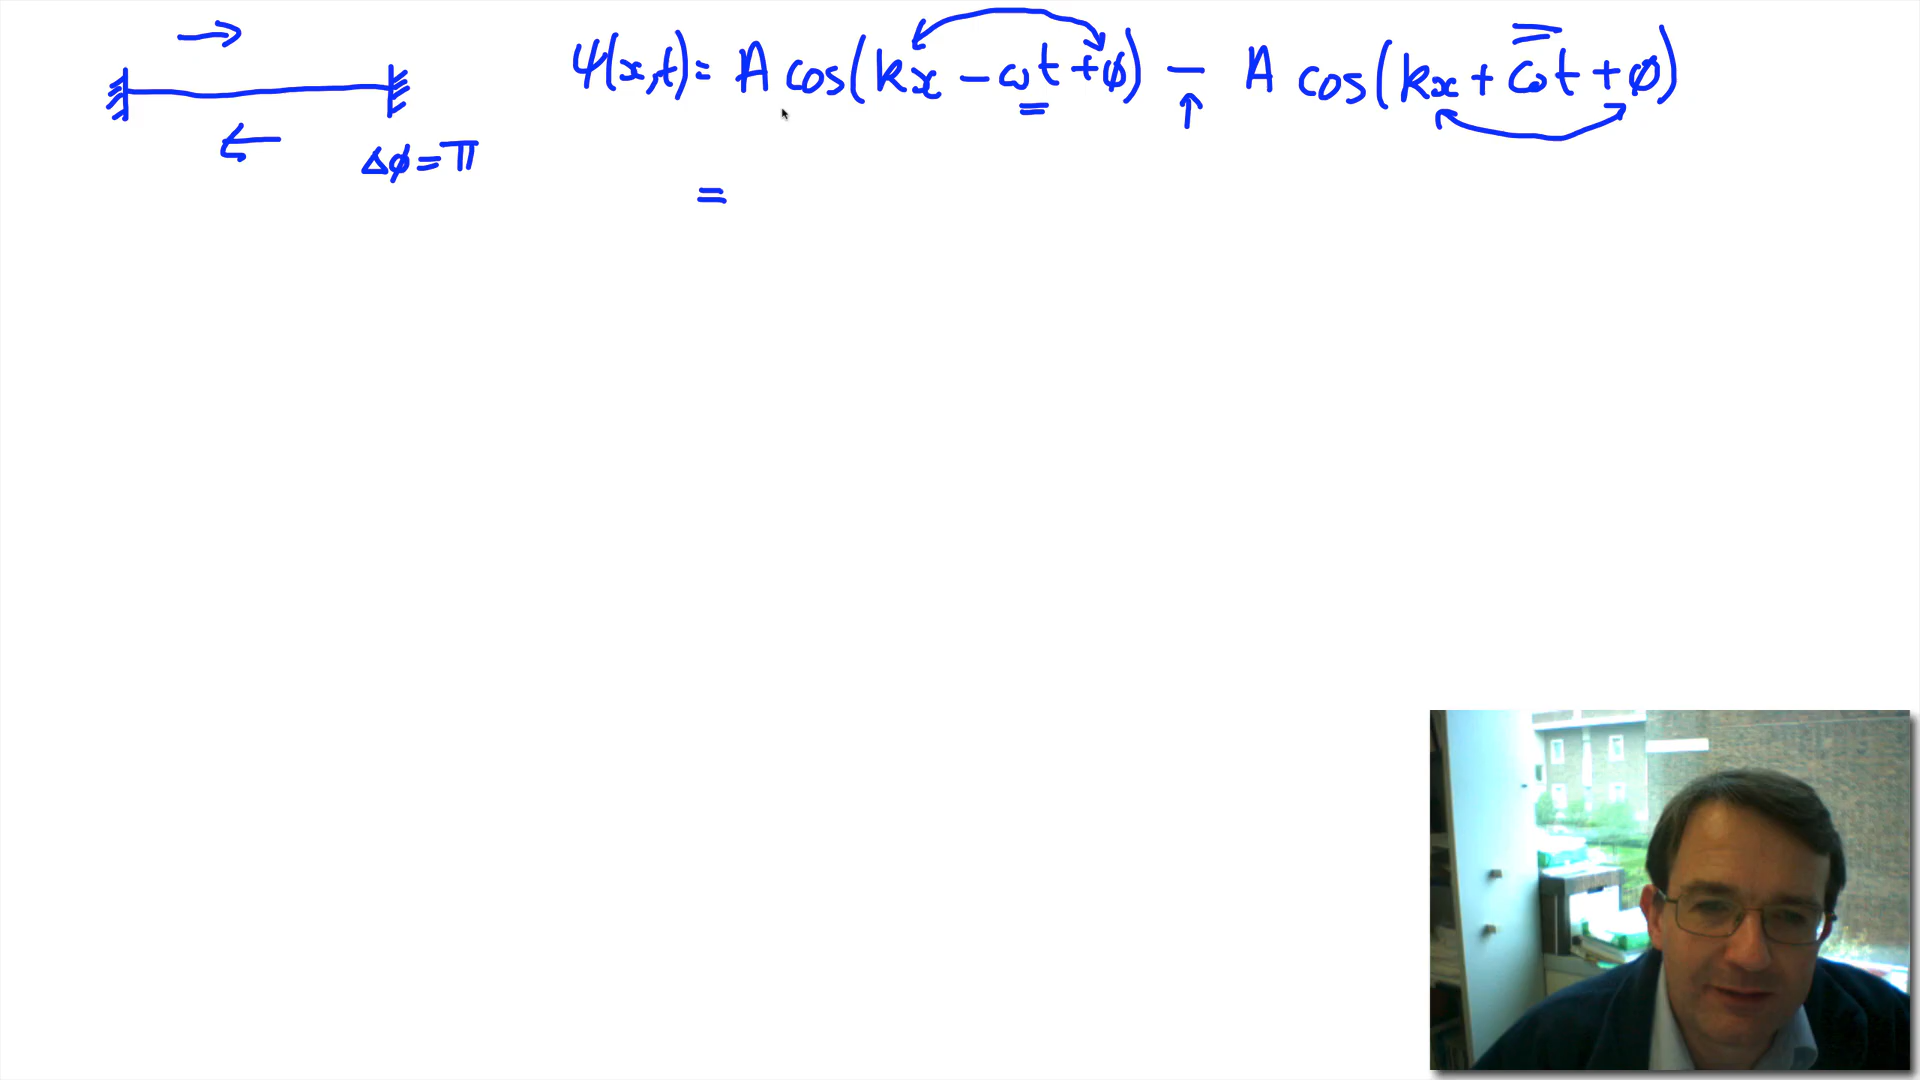 ψ(x,t) = A cos(kx − ωt + ϕ) − A cos(kx + ωt + ϕ)
Δϕ = π
=